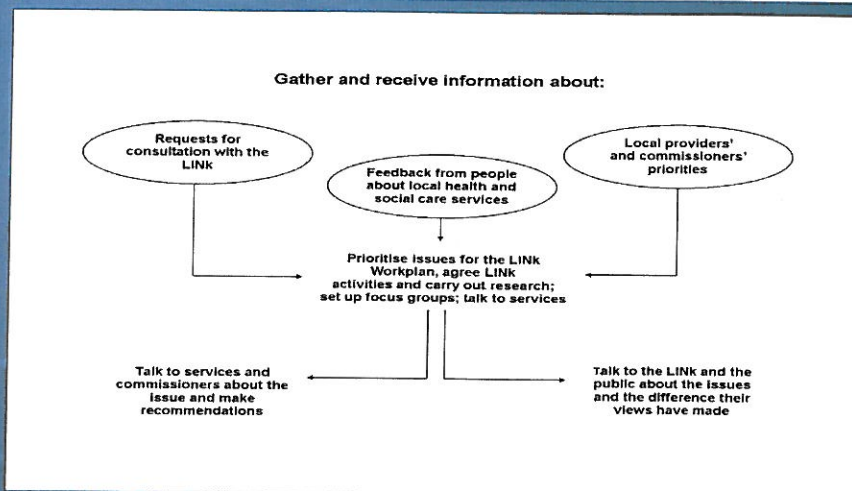 Gather and receive information about:
Requests for
consultation with the
LINk
Feedback from people
about local health and
social care services
Local providers'
and commissioners'
priorities
Prioritise issues for the LINk
Workplan, agree LINk
activities and carry out research;
set up focus groups; talk to services
Talk to services and
commissioners about the
issue and make
recommendations
Talk to the LINk and the
public about the issues
and the difference their
views have made